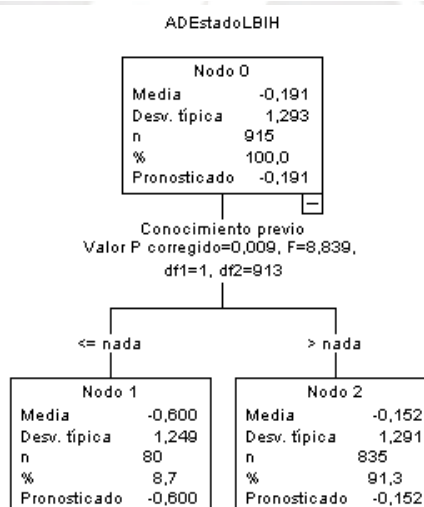 ADEstadoLBIH
Nodo 0
Media -0,191
Desv. típica 1,293
n 915
% 100,0
Pronosticado -0,191
Conocimiento previo
Valor P corregido=0,009, F=8,839,
df1=1, df2=913
<= nada
> nada
Nodo 1
Media -0,600
Desv. típica 1,249
n 80
% 8,7
Pronosticado -0,600
Nodo 2
Media -0,152
Desv. típica 1,291
n 835
% 91,3
Pronosticado -0,152